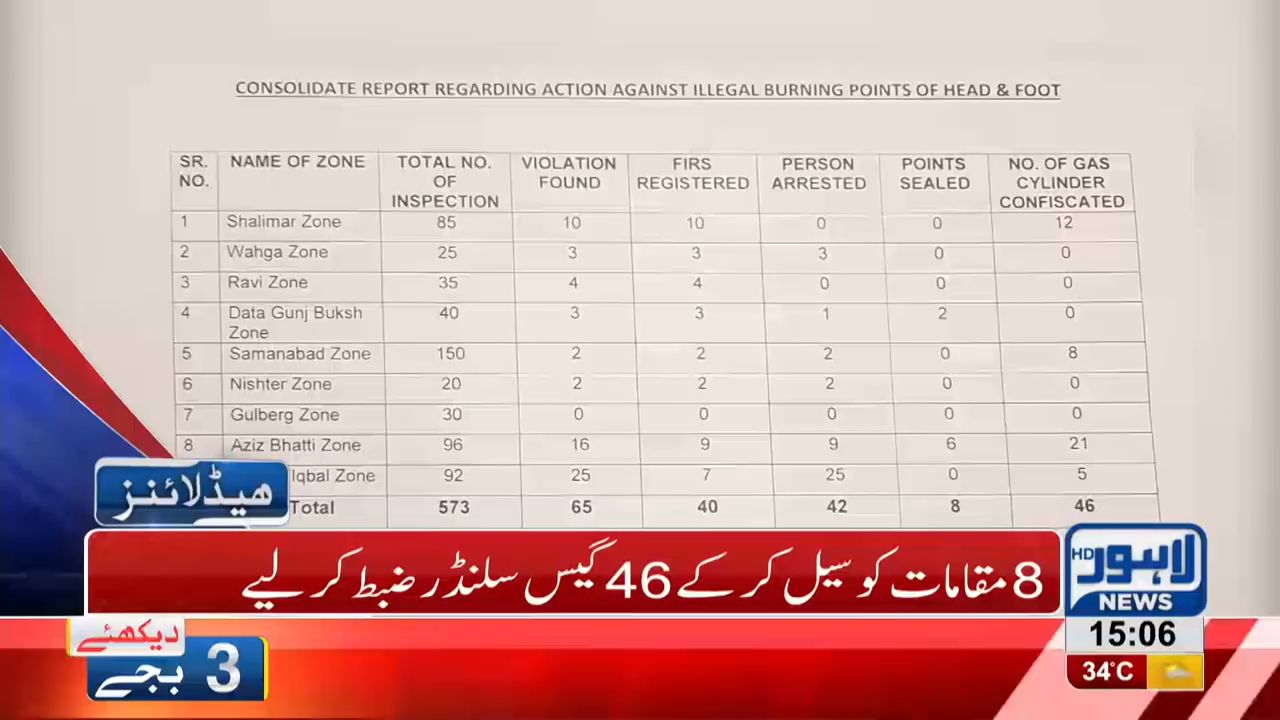 CONSOLIDATE REPORT REGARDING ACTION AGAINST ILLEGAL BURNING POINTS OF HEAD & FOOT
SR. NO. NAME OF ZONE TOTAL NO. OF INSPECTION VIOLATION FOUND FIRS REGISTERED PERSON ARRESTED POINTS SEALED NO. OF GAS CYLINDER CONFISCATED
1 Shalimar Zone 85 10 10 0 0 12
2 Wahga Zone 25 3 3 3 0 0
3 Ravi Zone 35 4 4 0 0 0
4 Data Gunj Buksh Zone 40 3 3 1 2 0
5 Samanabad Zone 150 2 2 2 0 8
6 Nishter Zone 20 2 2 2 0 0
7 Gulberg Zone 30 0 0 0 0 0
8 Aziz Bhatti Zone 96 16 9 9 6 21
Iqbal Zone 92 25 7 25 0 5
Total 573 65 40 42 8 46
ہیڈلائنز
8 مقامات کو سیل کر کے 46 گیس سلنڈر ضبط کر لیے
لاہور HD
NEWS
15:06
34°C
دیکھئے
3 بجے